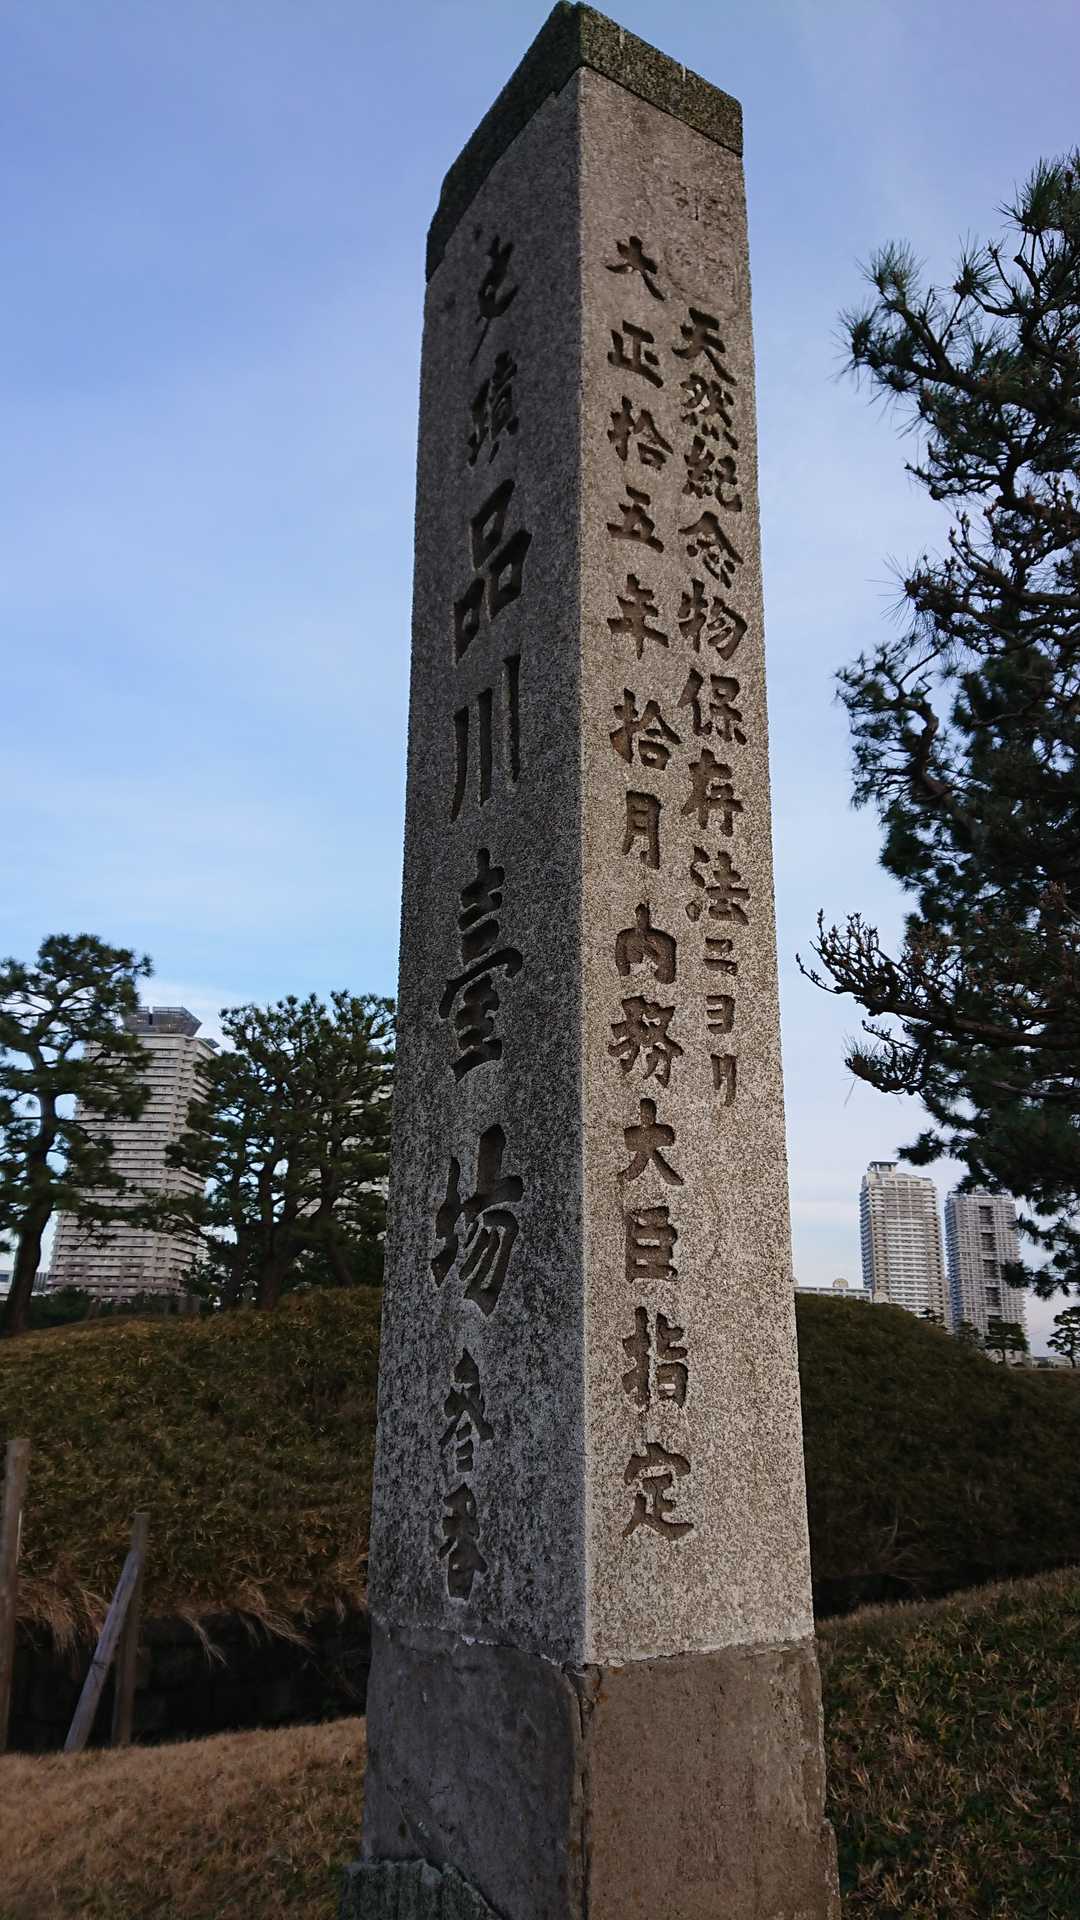 史蹟品川臺場參番
天然紀念物保存法ニヨリ
大正拾五年拾月内務大臣指定